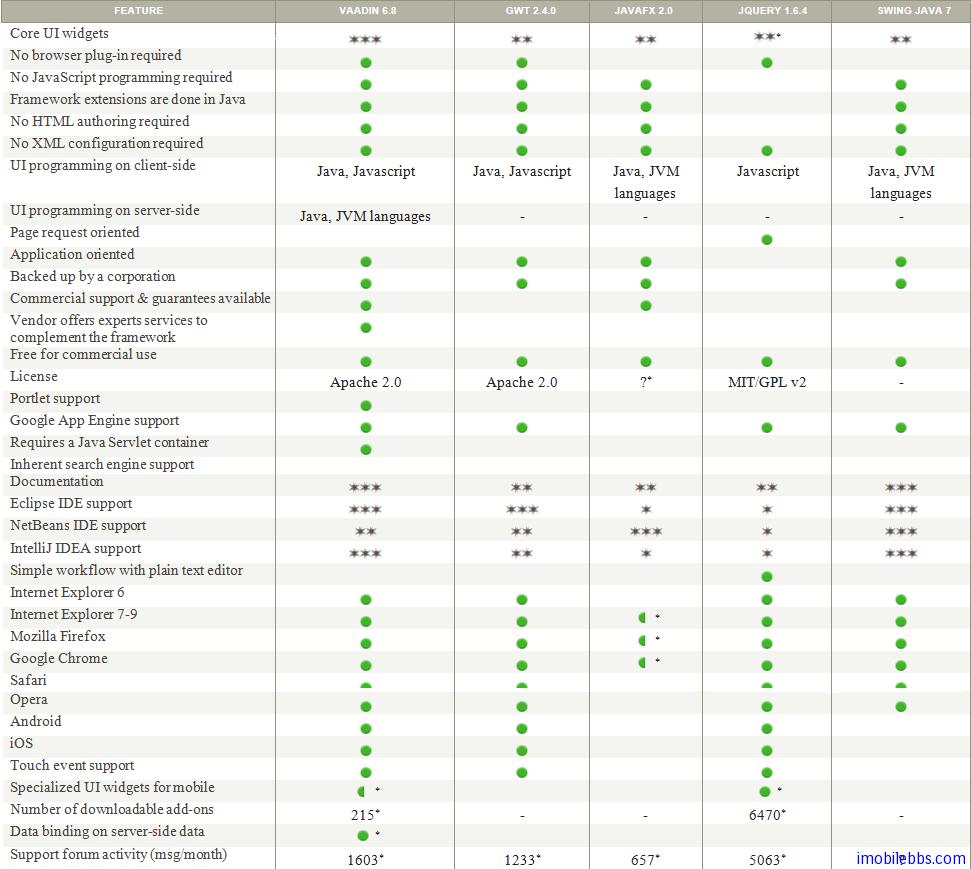 FEATURE VAADIN 6.8 GWT 2.4.0 JAVAFX 2.0 JQUERY 1.6.4 SWING JAVA 7
Core UI widgets ✶✶✶ ✶✶ ✶✶ ✶✶* ✶✶
No browser plug-in required ● ● ●
No JavaScript programming required ● ● ● ●
Framework extensions are done in Java ● ● ● ●
No HTML authoring required ● ● ● ●
No XML configuration required ● ● ● ● ●
UI programming on client-side Java, Javascript Java, Javascript Java, JVM Javascript Java, JVM
languages languages
UI programming on server-side Java, JVM languages - - - -
Page request oriented ●
Application oriented ● ● ● ●
Backed up by a corporation ● ● ● ●
Commercial support & guarantees available ● ●
Vendor offers experts services to ●
complement the framework
Free for commercial use ● ● ● ● ●
License Apache 2.0 Apache 2.0 ?* MIT/GPL v2 -
Portlet support ●
Google App Engine support ● ● ● ●
Requires a Java Servlet container ●
Inherent search engine support
Documentation ✶✶✶ ✶✶ ✶✶ ✶✶ ✶✶✶
Eclipse IDE support ✶✶✶ ✶✶✶ ✶ ✶ ✶✶✶
NetBeans IDE support ✶✶ ✶✶ ✶✶✶ ✶ ✶✶✶
IntelliJ IDEA support ✶✶✶ ✶✶ ✶ ✶ ✶✶✶
Simple workflow with plain text editor ●
Internet Explorer 6 ● ● ● ●
Internet Explorer 7-9 ● ● ◖* ● ●
Mozilla Firefox ● ● ◖* ● ●
Google Chrome ● ● ◖* ● ●
Safari ● ● ● ●
Opera ● ● ● ●
Android ● ● ●
iOS ● ● ●
Touch event support ● ● ●
Specialized UI widgets for mobile ◖* ●*
Number of downloadable add-ons 215* - - 6470* -
Data binding on server-side data ●*
Support forum activity (msg/month) 1603* 1233* 657* 5063*
imobilebbs.com